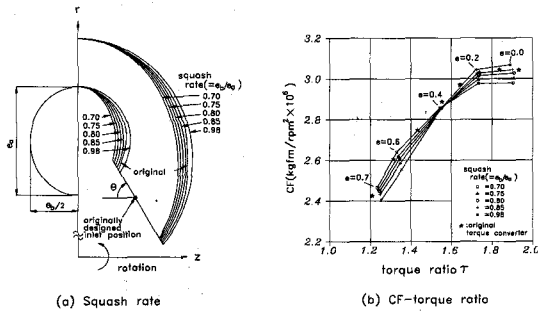 r
squash
rate(=e_b/e_a)
0.70
0.75
0.80
0.85
0.98
0.70
0.75
0.80
0.85
0.98
original
e_a
θ
e_b/2
originally
designed
inlet position
z
rotation
(a) Squash rate
CF(kgfm/rpm²×10⁶)
3.2
3.0
2.8
2.6
2.4
2.2
e=0.2
e=0.0
e=0.4
e=0.6
e=0.7
squash
rate(=e_b/e_a)
=0.70
=0.75
=0.80
=0.85
=0.98
★:original
torque converter
1.0 1.2 1.4 1.6 1.8 2.0
torque ratio τ
(b) CF-torque ratio